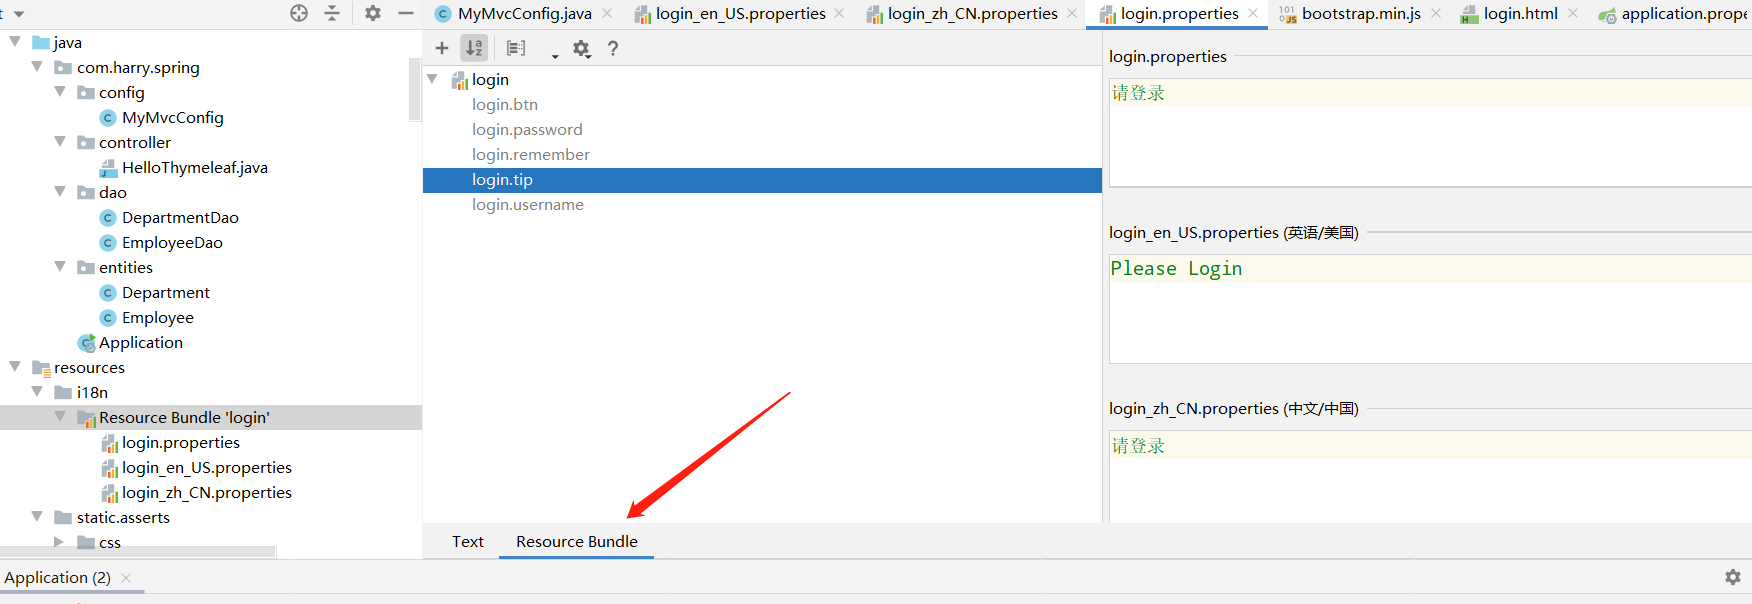 MyMvcConfig.java
login_en_US.properties
login_zh_CN.properties
login.properties
bootstrap.min.js
login.html
application.prope
java
com.harry.spring
config
MyMvcConfig
controller
HelloThymeleaf.java
dao
DepartmentDao
EmployeeDao
entities
Department
Employee
Application
resources
i18n
Resource Bundle 'login'
login.properties
login_en_US.properties
login_zh_CN.properties
static.asserts
css
login
login.btn
login.password
login.remember
login.tip
login.username
login.properties
请登录
login_en_US.properties (英语/美国)
Please Login
login_zh_CN.properties (中文/中国)
请登录
Text
Resource Bundle
Application (2)